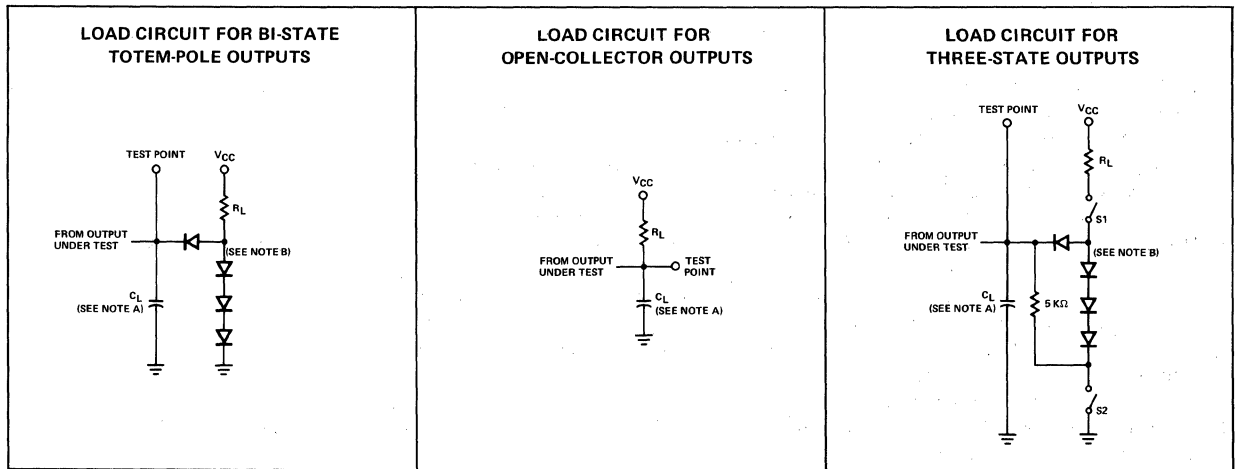 LOAD CIRCUIT FOR BI-STATE
TOTEM-POLE OUTPUTS
TEST POINT
VCC
RL
FROM OUTPUT
UNDER TEST
(SEE NOTE B)
CL
(SEE NOTE A)
LOAD CIRCUIT FOR
OPEN-COLLECTOR OUTPUTS
VCC
RL
FROM OUTPUT
UNDER TEST
TEST
POINT
CL
(SEE NOTE A)
LOAD CIRCUIT FOR
THREE-STATE OUTPUTS
TEST POINT
VCC
RL
S1
FROM OUTPUT
UNDER TEST
(SEE NOTE B)
CL
(SEE NOTE A)
5 KΩ
S2